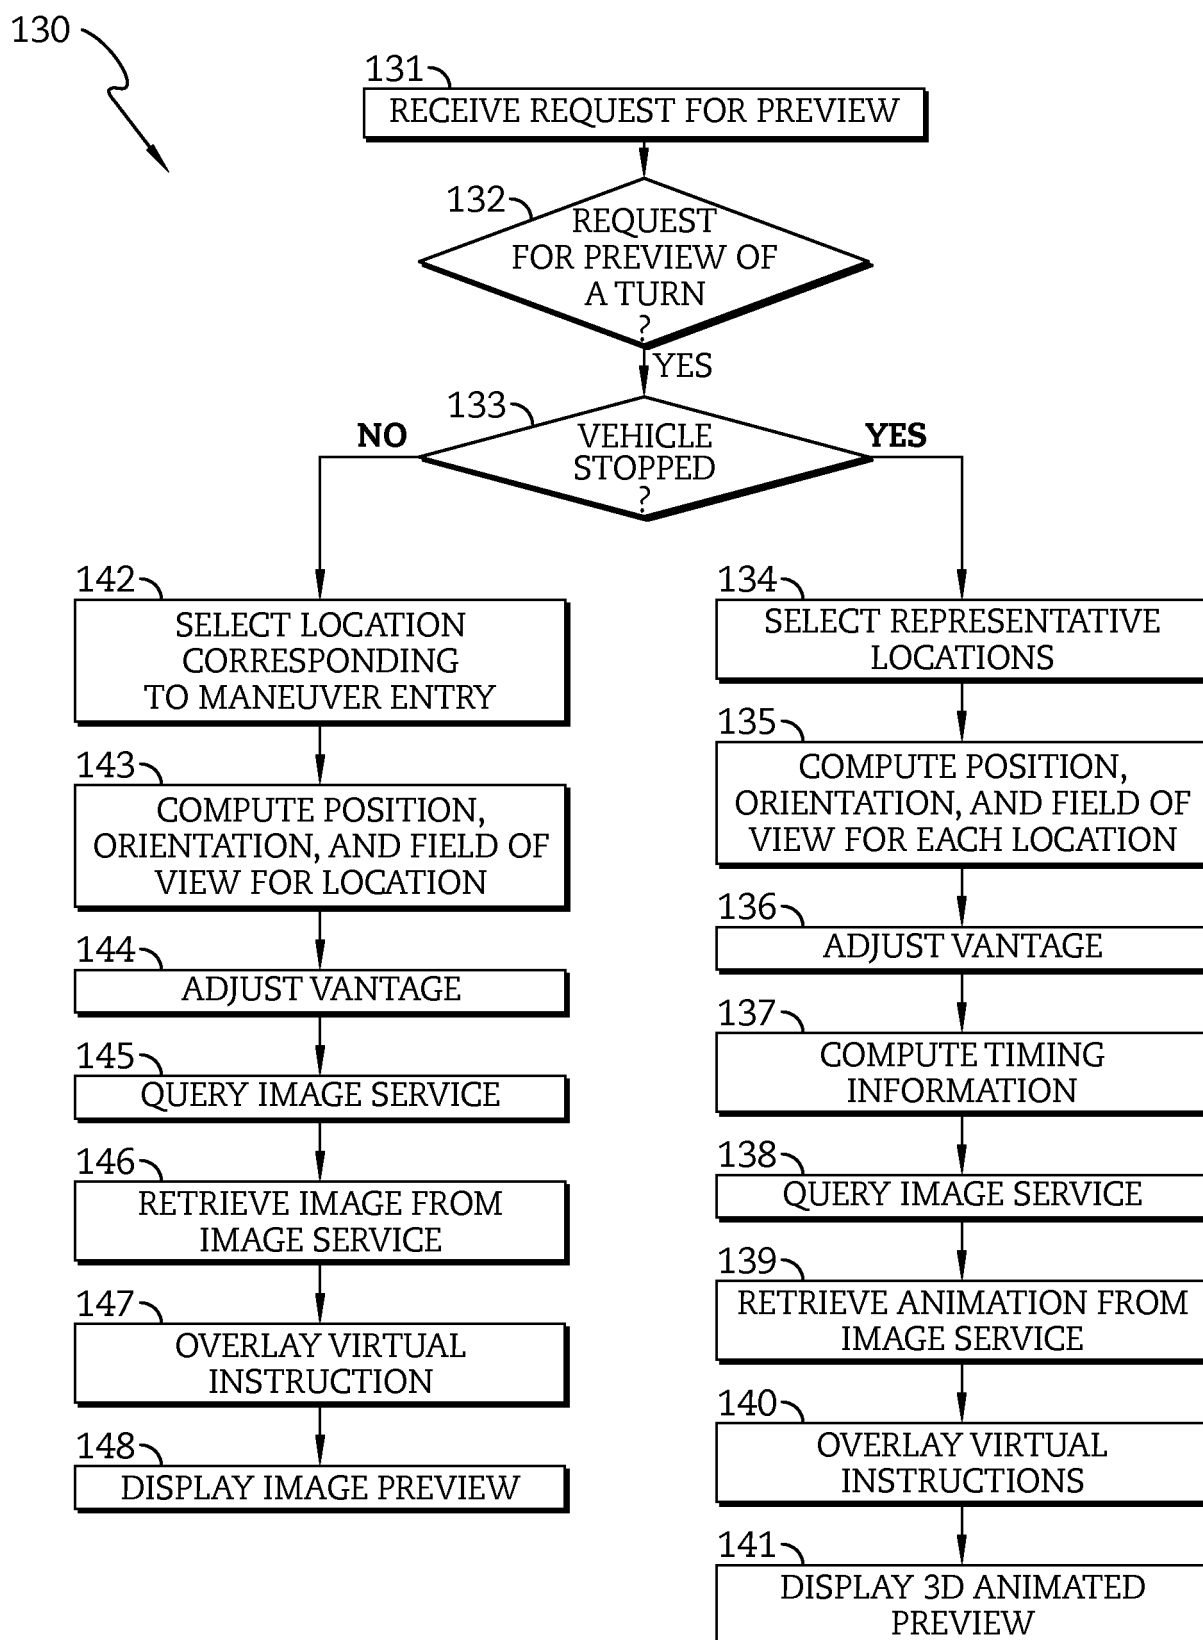 130
131
RECEIVE REQUEST FOR PREVIEW
132
REQUEST
FOR PREVIEW OF
A TURN
?
YES
133
VEHICLE
STOPPED
?
NO
YES
142
SELECT LOCATION
CORRESPONDING
TO MANEUVER ENTRY
143
COMPUTE POSITION,
ORIENTATION, AND FIELD OF
VIEW FOR LOCATION
144
ADJUST VANTAGE
145
QUERY IMAGE SERVICE
146
RETRIEVE IMAGE FROM
IMAGE SERVICE
147
OVERLAY VIRTUAL
INSTRUCTION
148
DISPLAY IMAGE PREVIEW
134
SELECT REPRESENTATIVE
LOCATIONS
135
COMPUTE POSITION,
ORIENTATION, AND FIELD OF
VIEW FOR EACH LOCATION
136
ADJUST VANTAGE
137
COMPUTE TIMING
INFORMATION
138
QUERY IMAGE SERVICE
139
RETRIEVE ANIMATION FROM
IMAGE SERVICE
140
OVERLAY VIRTUAL
INSTRUCTIONS
141
DISPLAY 3D ANIMATED
PREVIEW